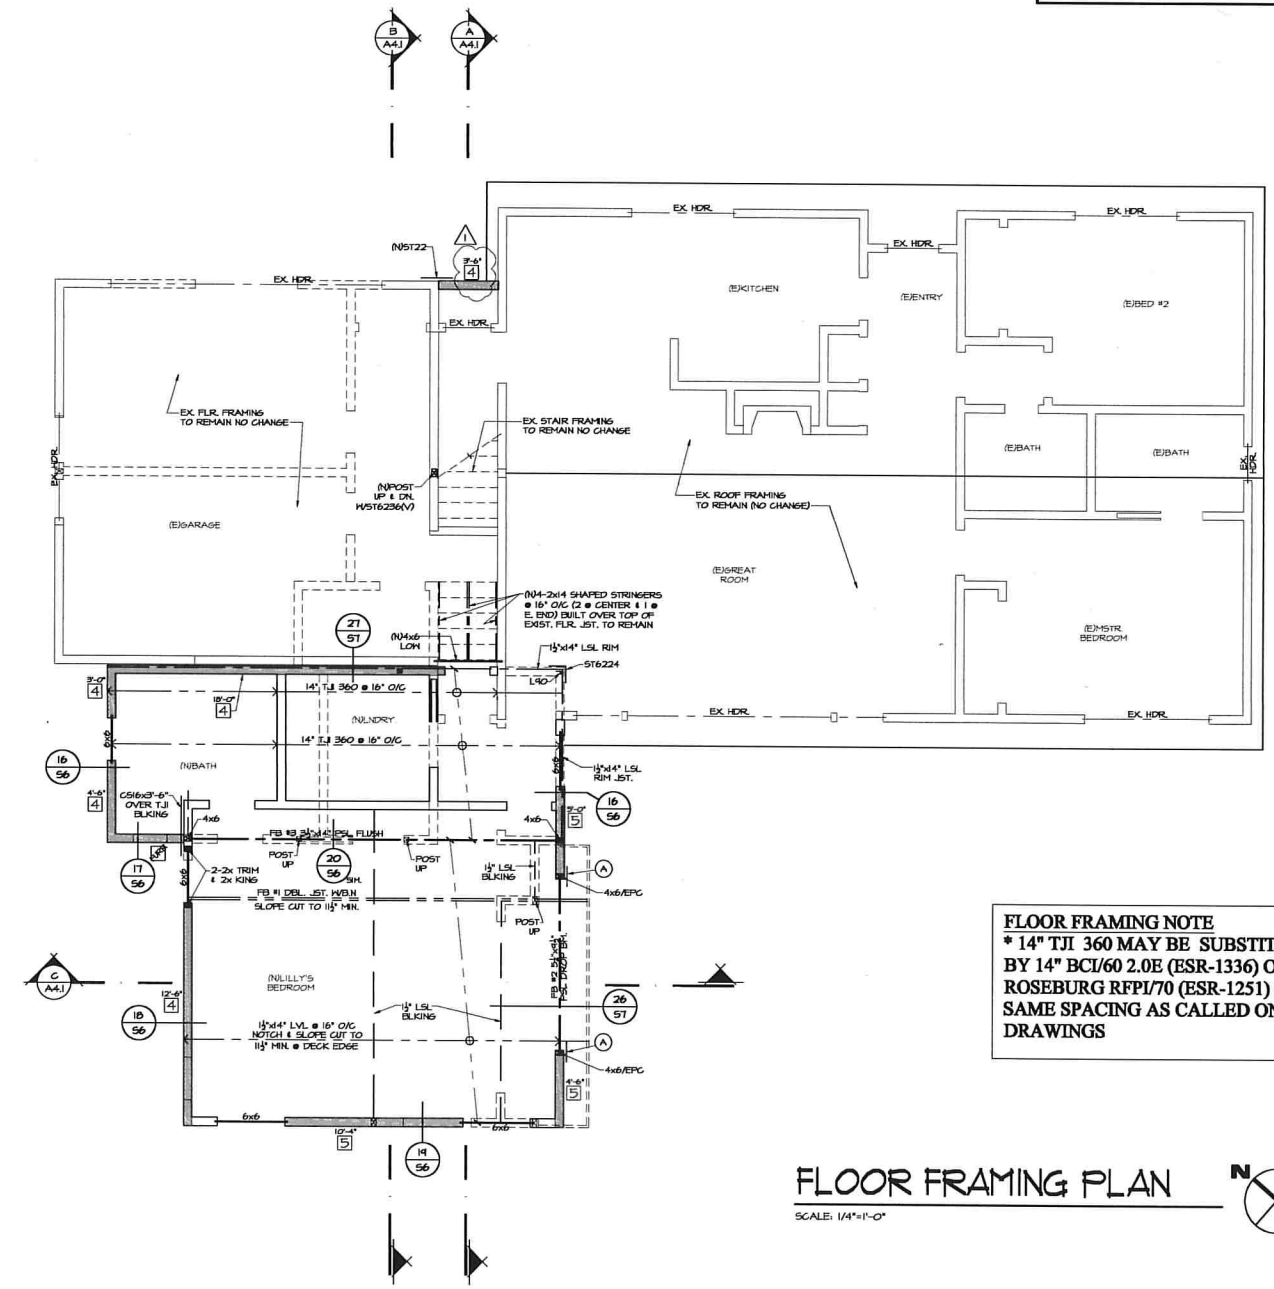 B
A4.1
A
A4.1
EX. HDR.
EX. HDR.
(N)ST22
1
3'-6"
4
EX. HDR.
EX. HDR.
EX. HDR.
(E)KITCHEN
(E)ENTRY
(E)BED #2
EX. FLR. FRAMING
TO REMAIN NO CHANGE
EX. STAIR FRAMING
TO REMAIN NO CHANGE
(E)BATH
(E)BATH
EX. HDR.
EX. HDR.
(N)POST
UP & DN.
W/ST6236(V)
EX. ROOF FRAMING
TO REMAIN (NO CHANGE)
(E)GARAGE
(E)GREAT
ROOM
(N)4-2x14 SHAPED STRINGERS
@ 16" O/C (2 @ CENTER & 1 @
E. END) BUILT OVER TOP OF
EXIST. FLR. JST. TO REMAIN
(E)MSTR.
BEDROOM
27
S7
(N)4x6
LOW
1½"x14" LSL RIM
ST6224
L90
3'-0"
4
14" TJI 360 @ 16" O/C
18'-0"
4
(N)LNDRY.
EX. HDR.
EX. HDR.
14" TJI 360 @ 16" O/C
6x6
16
S6
(N)BATH
6x6
1½"x14" LSL
RIM JST.
4'-6"
4
CS16x3'-6"
OVER TJI
BLKING
16
S6
5'-0"
5
4x6
4x6
FB #3 3½"x14" PSL FLUSH
17
S6
POST
UP
20
S6
SIM.
POST
UP
1½" LSL
BLKING
A
2-2x TRIM
& 2x KING
6x6
4x6/EPC
FB #1 DBL. JST. W/B.N
SLOPE CUT TO 11½" MIN.
POST
UP
FB #2 5½"x9½"
PSL DROP BM.
FLOOR FRAMING NOTE
* 14" TJI 360 MAY BE SUBSTIT
BY 14" BCI/60 2.0E (ESR-1336) O
ROSEBURG RFPI/70 (ESR-1251)
SAME SPACING AS CALLED ON
DRAWINGS
C
A4.1
(N)LILLY'S
BEDROOM
12'-6"
4
1½" LSL
BLKING
26
S7
18
S6
1½"x14" LVL @ 16" O/C
NOTCH & SLOPE CUT TO
11½" MIN. @ DECK EDGE
A
4x6/EPC
4'-6"
5
6x6
10'-4"
5
6x6
19
S6
FLOOR FRAMING PLAN
N
SCALE: 1/4"=1'-0"